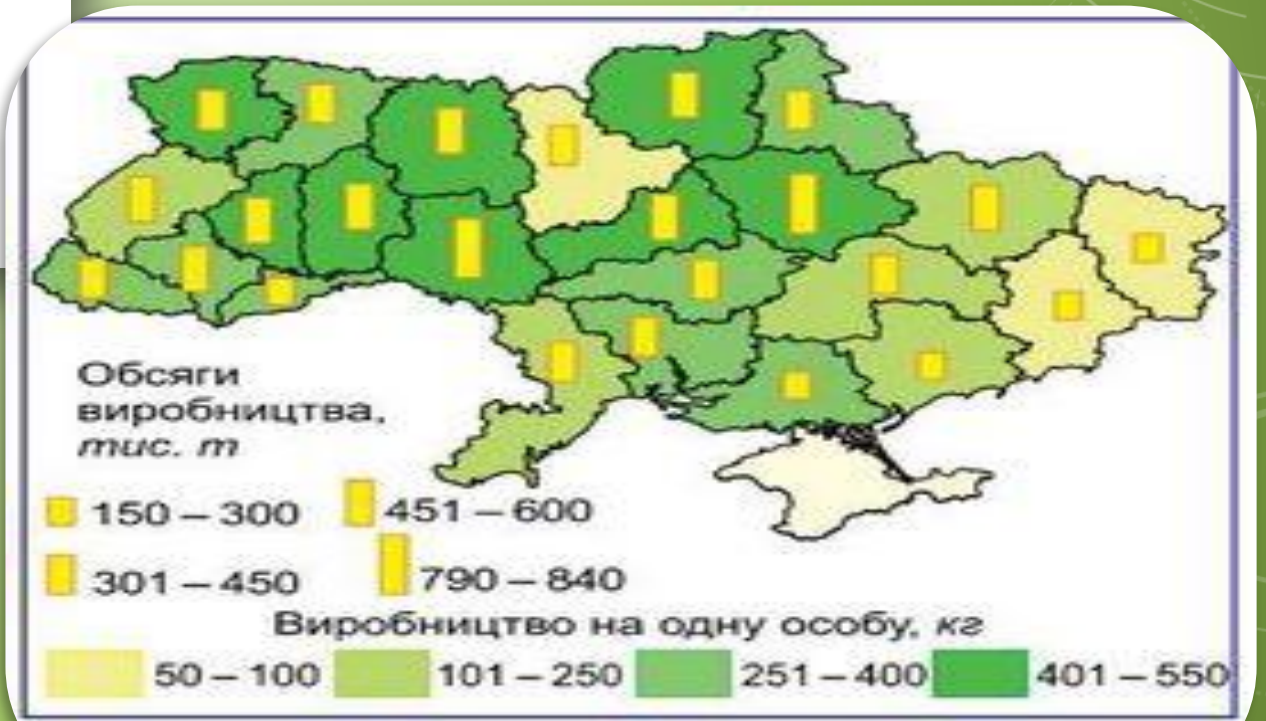 Обсяги
виробництва,
тис. т
150 – 300
451 – 600
301 – 450
790 – 840
Виробництво на одну особу, кг
50 – 100
101 – 250
251 – 400
401 – 550